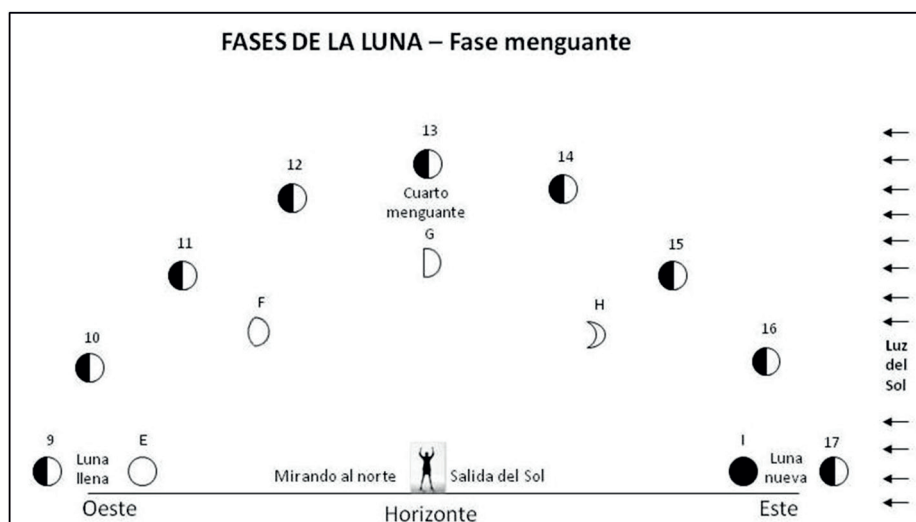 FASES DE LA LUNA – Fase menguante
13
12
14
Cuarto
menguante
G
11
15
F
H
10
16
Luz
del
Sol
9
Luna
llena
E
Mirando al norte
Salida del Sol
I
Luna
nueva
17
Oeste
Horizonte
Este